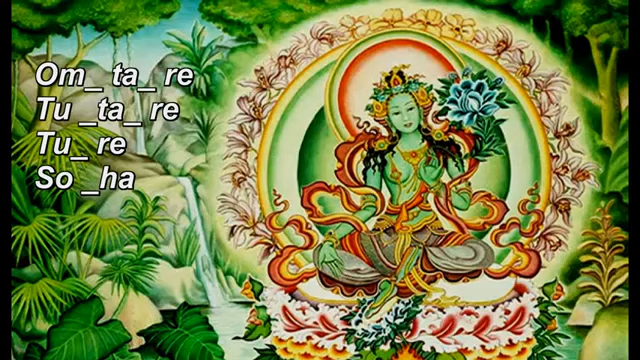 Om_ ta_ re
Tu _ta_ re
Tu_ re
So _ha